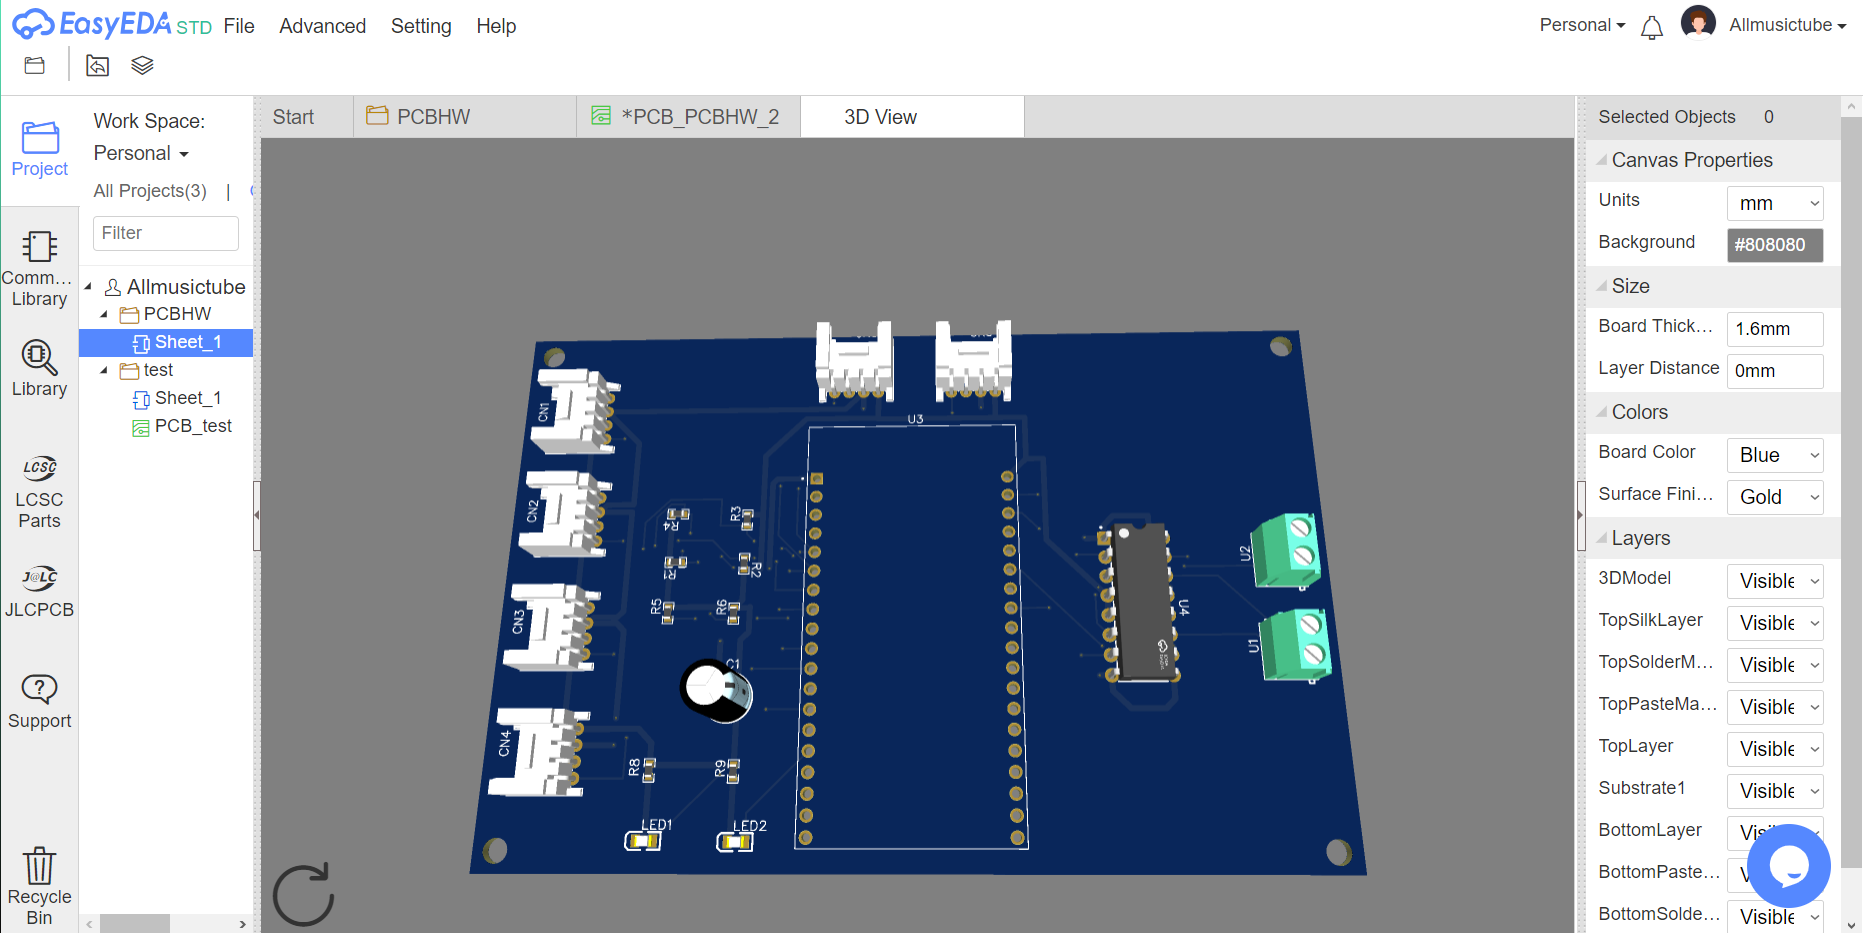 EasyEDA STD File Advanced Setting Help
Personal
Allmusictube
Project
Comm...
Library
Library
LCSC
LCSC
Parts
J@LC
JLCPCB
Support
Recycle
Bin
Work Space:
Personal
All Projects(3) |
Filter
Allmusictube
PCBHW
Sheet_1
test
Sheet_1
PCB_test
Start
PCBHW
*PCB_PCBHW_2
3D View
CN1
CN2
CN3
CN4
U3
R4
R3
R2
R5
R6
C1
R8
R9
LED1
LED2
U4
U2
U1
Selected Objects 0
Canvas Properties
Units mm
Background #808080
Size
Board Thick... 1.6mm
Layer Distance 0mm
Colors
Board Color Blue
Surface Fini... Gold
Layers
3DModel Visible
TopSilkLayer Visible
TopSolderM... Visible
TopPasteMa... Visible
TopLayer Visible
Substrate1 Visible
BottomLayer
BottomPaste...
BottomSolde... Visible